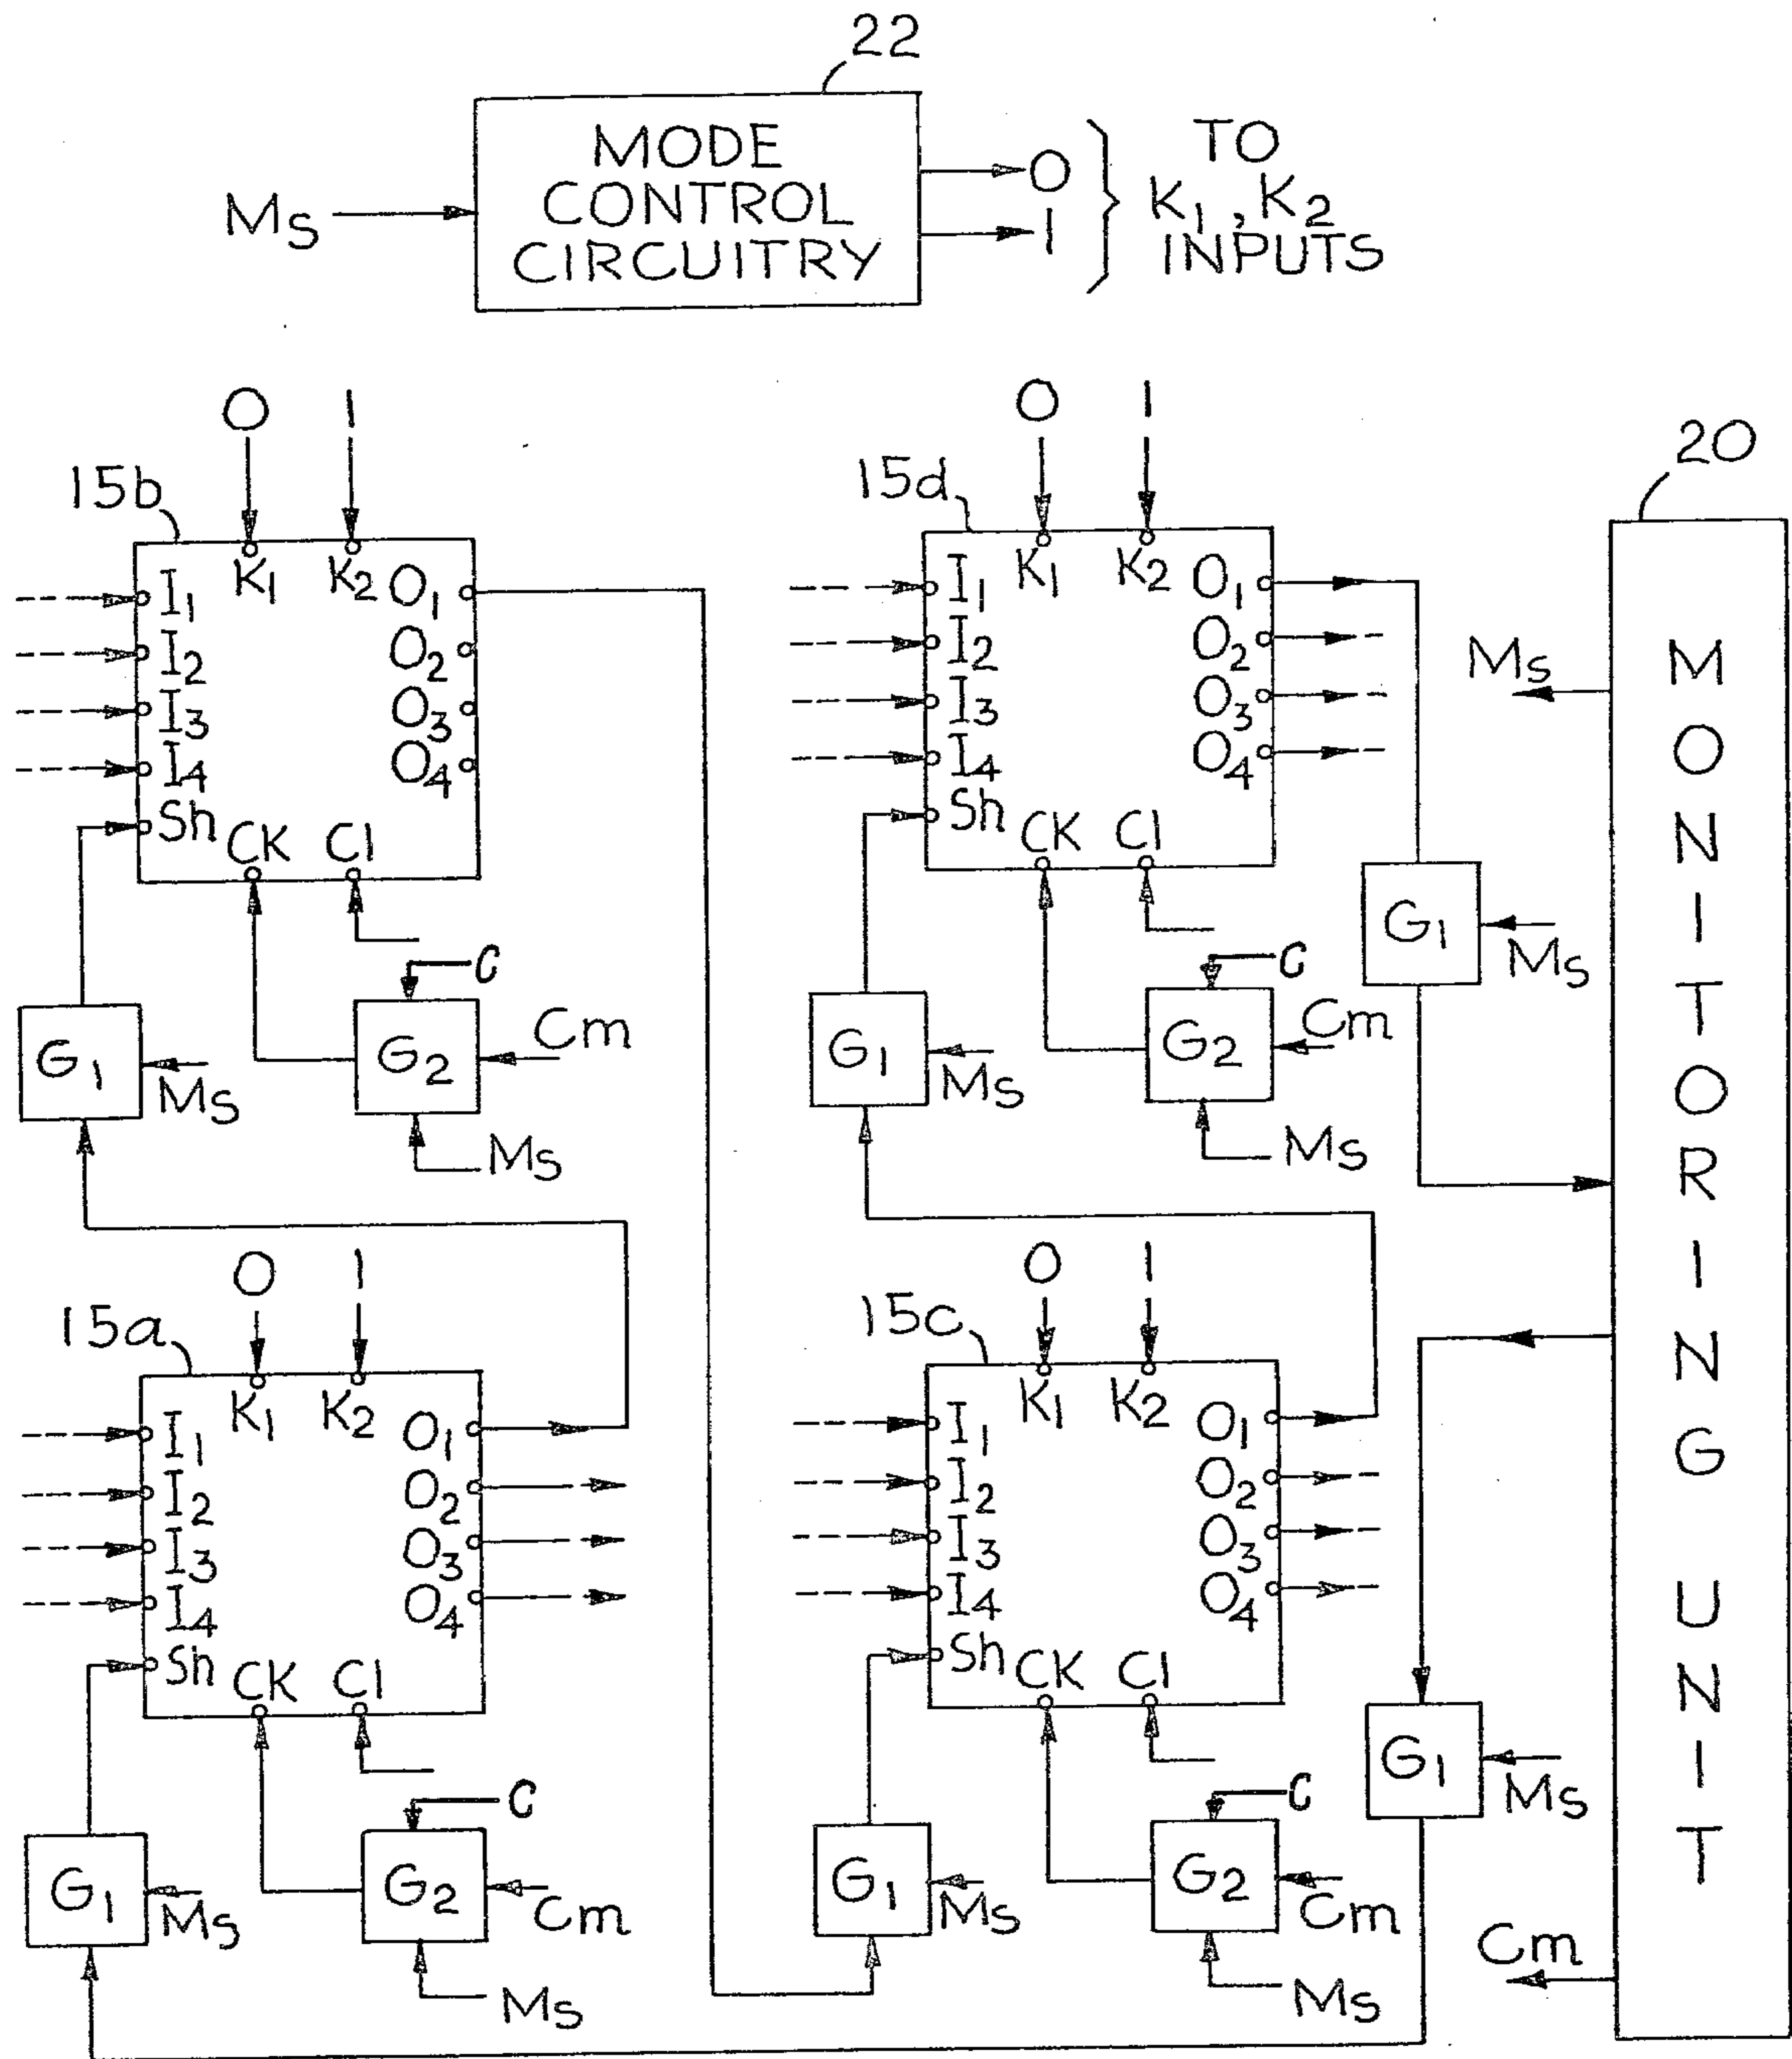 22
MODE
CONTROL
CIRCUITRY
Ms
0
1
TO
K1, K2
INPUTS
15b
0
1
K1
K2
I1
I2
I3
I4
Sh
CK
Cl
O1
O2
O3
O4
G1
Ms
G2
C
Cm
Ms
15d
0
1
K1
K2
I1
I2
I3
I4
Sh
CK
Cl
O1
O2
O3
O4
G1
Ms
G2
C
Cm
Ms
G1
Ms
20
Ms
MONITORING UNIT
15a
0
1
K1
K2
I1
I2
I3
I4
Sh
CK
Cl
O1
O2
O3
O4
G1
Ms
G2
C
Cm
Ms
15c
0
1
K1
K2
I1
I2
I3
I4
Sh
CK
Cl
O1
O2
O3
O4
G1
Ms
G2
C
Cm
Ms
G1
Ms
Cm